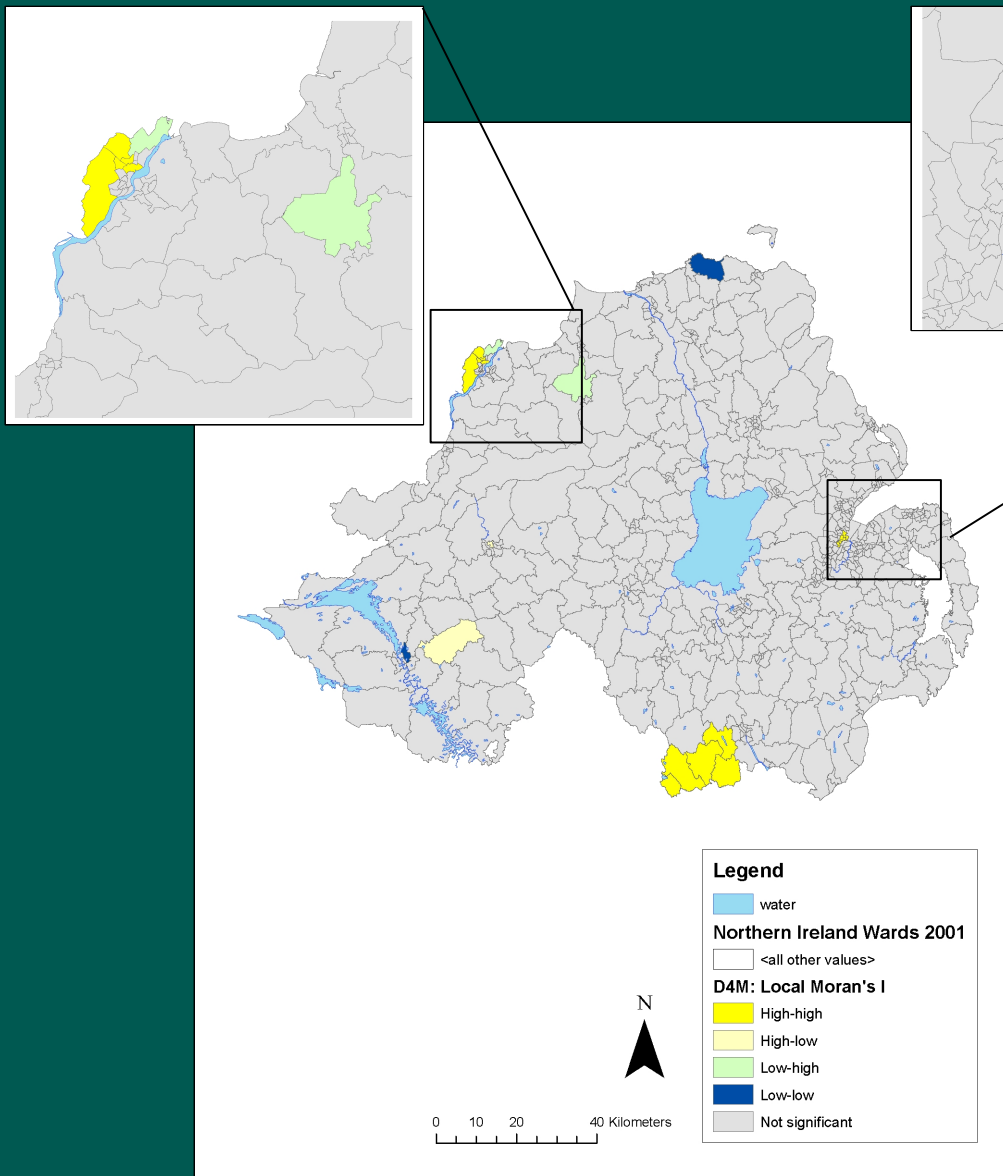 Legend
water
Northern Ireland Wards 2001
<all other values>
D4M: Local Moran's I
High-high
High-low
Low-high
Low-low
Not significant
N
0 10 20 40 Kilometers